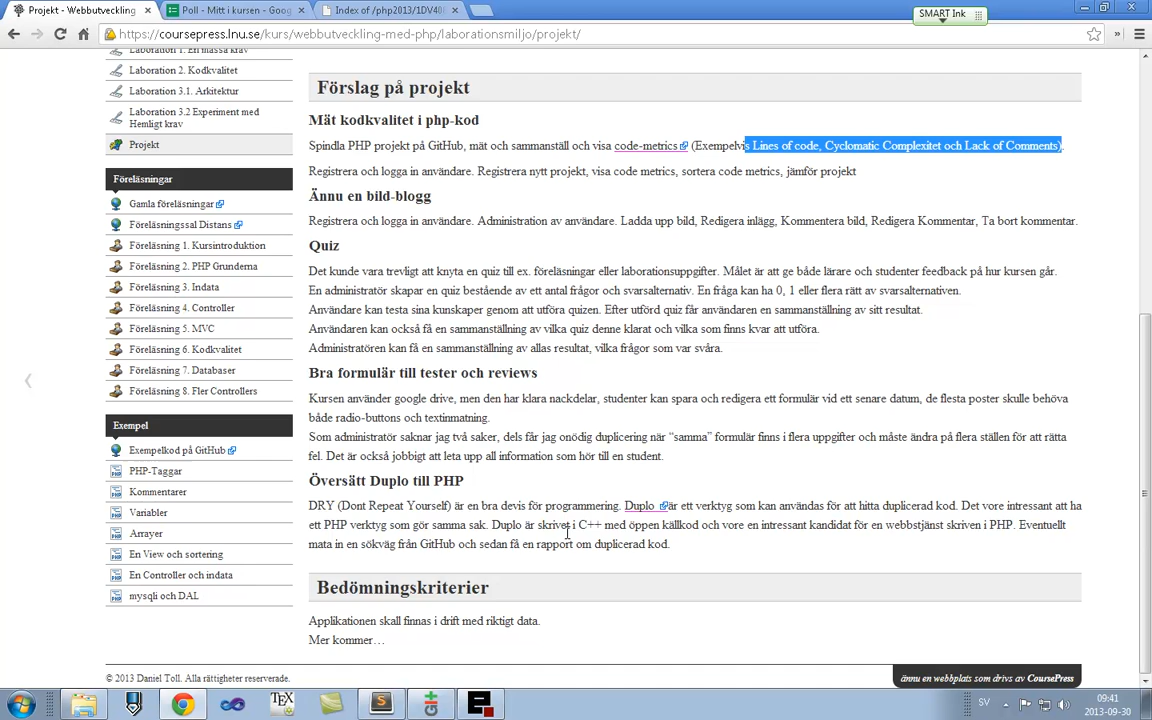 Projekt - Webbutveckling
Poll - Mitt i kursen - Goog
Index of /php2013/1DV408
SMART Ink
https://coursepress.lnu.se/kurs/webbutveckling-med-php/laborationsmiljo/projekt/
Laboration 1. En massa krav
Laboration 2. Kodkvalitet
Laboration 3.1. Arkitektur
Laboration 3.2 Experiment med
Hemligt krav
Projekt
Föreläsningar
Gamla föreläsningar
Föreläsningssal Distans
Föreläsning 1. Kursintroduktion
Föreläsning 2. PHP Grunderna
Föreläsning 3. Indata
Föreläsning 4. Controller
Föreläsning 5. MVC
Föreläsning 6. Kodkvalitet
Föreläsning 7. Databaser
Föreläsning 8. Fler Controllers
Exempel
Exempelkod på GitHub
PHP-Taggar
Kommentarer
Variabler
Arrayer
En View och sortering
En Controller och indata
mysqli och DAL
Förslag på projekt
Mät kodkvalitet i php-kod
Spindla PHP projekt på GitHub, mät och sammanställ och visa code-metrics (Exempelvis Lines of code, Cyclomatic Complexitet och Lack of Comments).
Registrera och logga in användare. Registrera nytt projekt, visa code metrics, sortera code metrics, jämför projekt
Ännu en bild-blogg
Registrera och logga in användare. Administration av användare. Ladda upp bild, Redigera inlägg, Kommentera bild, Redigera Kommentar, Ta bort kommentar.
Quiz
Det kunde vara trevligt att knyta en quiz till ex. föreläsningar eller laborationsuppgifter. Målet är att ge både lärare och studenter feedback på hur kursen går.
En administratör skapar en quiz bestående av ett antal frågor och svarsalternativ. En fråga kan ha 0, 1 eller flera rätt av svarsalternativen.
Användare kan testa sina kunskaper genom att utföra quizen. Efter utförd quiz får användaren en sammanställning av sitt resultat.
Användaren kan också få en sammanställning av vilka quiz denne klarat och vilka som finns kvar att utföra.
Administratören kan få en sammanställning av allas resultat, vilka frågor som var svåra.
Bra formulär till tester och reviews
Kursen använder google drive, men den har klara nackdelar, studenter kan spara och redigera ett formulär vid ett senare datum, de flesta poster skulle behöva
både radio-buttons och textinmatning.
Som administratör saknar jag två saker, dels får jag onödig duplicering när “samma” formulär finns i flera uppgifter och måste ändra på flera ställen för att rätta
fel. Det är också jobbigt att leta upp all information som hör till en student.
Översätt Duplo till PHP
DRY (Dont Repeat Yourself) är en bra devis för programmering. Duplo är ett verktyg som kan användas för att hitta duplicerad kod. Det vore intressant att ha
ett PHP verktyg som gör samma sak. Duplo är skrivet i C++ med öppen källkod och vore en intressant kandidat för en webbstjänst skriven i PHP. Eventuellt
mata in en sökväg från GitHub och sedan få en rapport om duplicerad kod.
Bedömningskriterier
Applikationen skall finnas i drift med riktigt data.
Mer kommer…
© 2013 Daniel Toll. Alla rättigheter reserverade.
ännu en webbplats som drivs av CoursePress
TEX
SV
09:41
2013-09-30